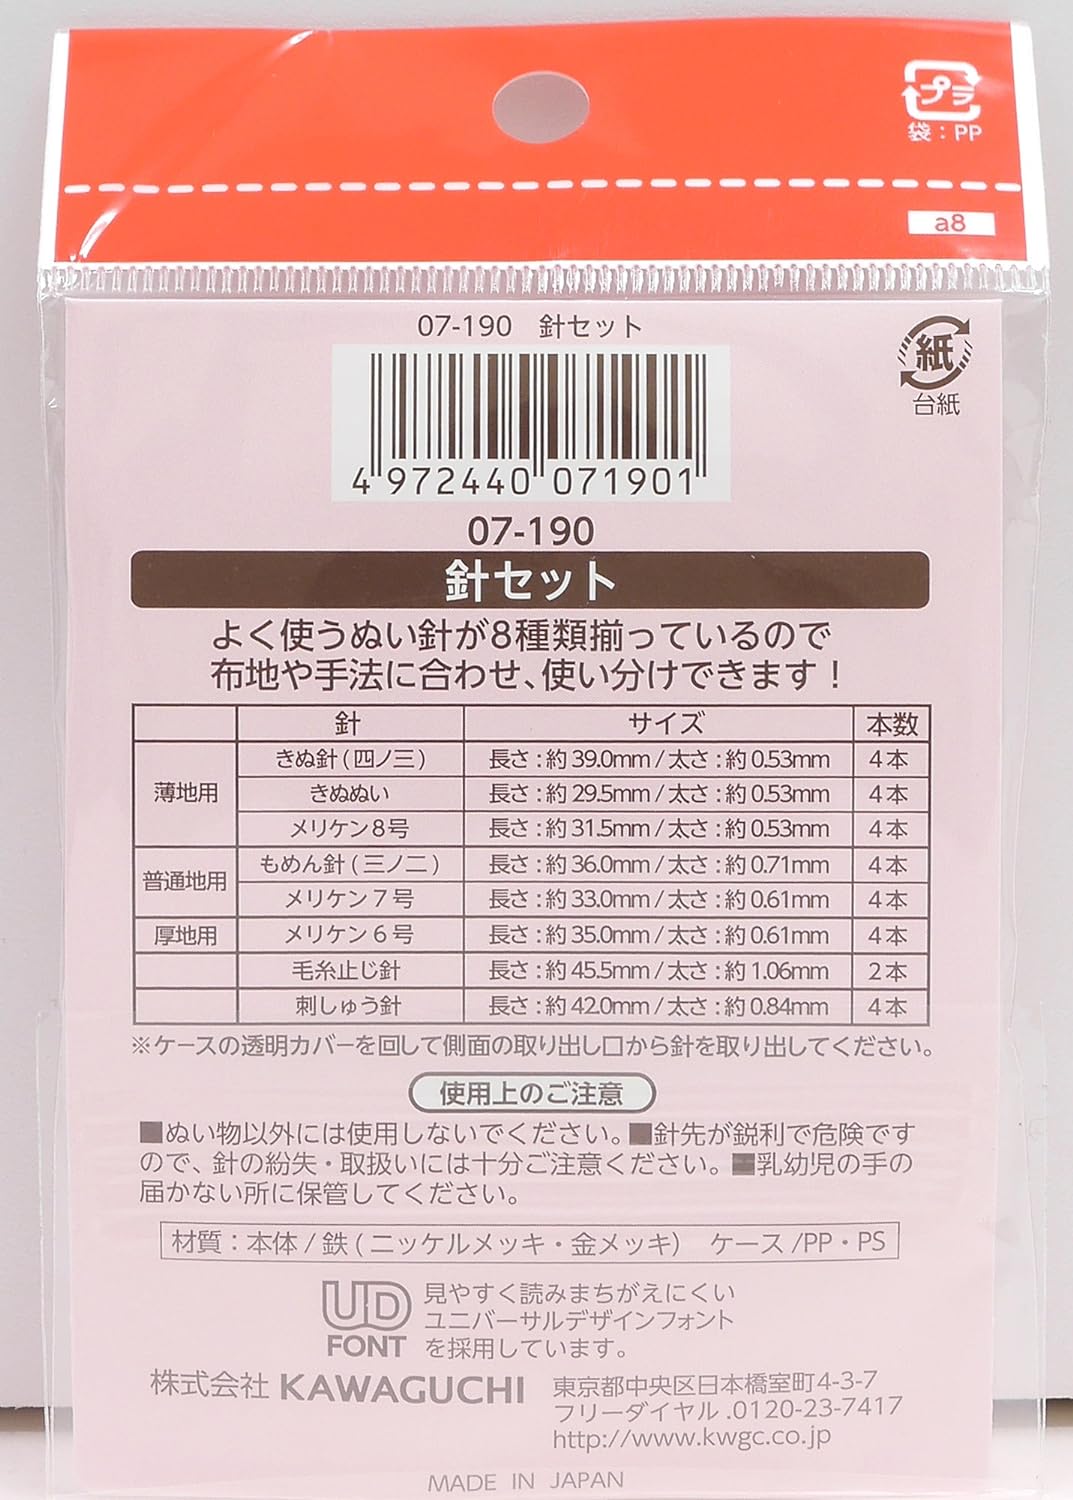 プラ
袋：PP
a8
07-190　針セット
紙
台紙
4 972440 071901
07-190
針セット
よく使うぬい針が8種類揃っているので
布地や手法に合わせ、使い分けできます！
針 サイズ 本数
薄地用 きぬ針(四ノ三) 長さ：約39.0mm/太さ：約0.53mm 4本
きぬぬい 長さ：約29.5mm/太さ：約0.53mm 4本
メリケン8号 長さ：約31.5mm/太さ：約0.53mm 4本
普通地用 もめん針(三ノ二) 長さ：約36.0mm/太さ：約0.71mm 4本
メリケン7号 長さ：約33.0mm/太さ：約0.61mm 4本
厚地用 メリケン6号 長さ：約35.0mm/太さ：約0.61mm 4本
毛糸止じ針 長さ：約45.5mm/太さ：約1.06mm 2本
刺しゅう針 長さ：約42.0mm/太さ：約0.84mm 4本
※ケースの透明カバーを回して側面の取り出し口から針を取り出してください。
使用上のご注意
■ぬい物以外には使用しないでください。■針先が鋭利で危険です
ので、針の紛失・取扱いには十分ご注意ください。■乳幼児の手の
届かない所に保管してください。
材質：本体/鉄(ニッケルメッキ・金メッキ)　ケース/PP・PS
UD
FONT
見やすく読みまちがえにくい
ユニバーサルデザインフォント
を採用しています。
株式会社 KAWAGUCHI
東京都中央区日本橋室町4-3-7
フリーダイヤル.0120-23-7417
http://www.kwgc.co.jp
MADE IN JAPAN